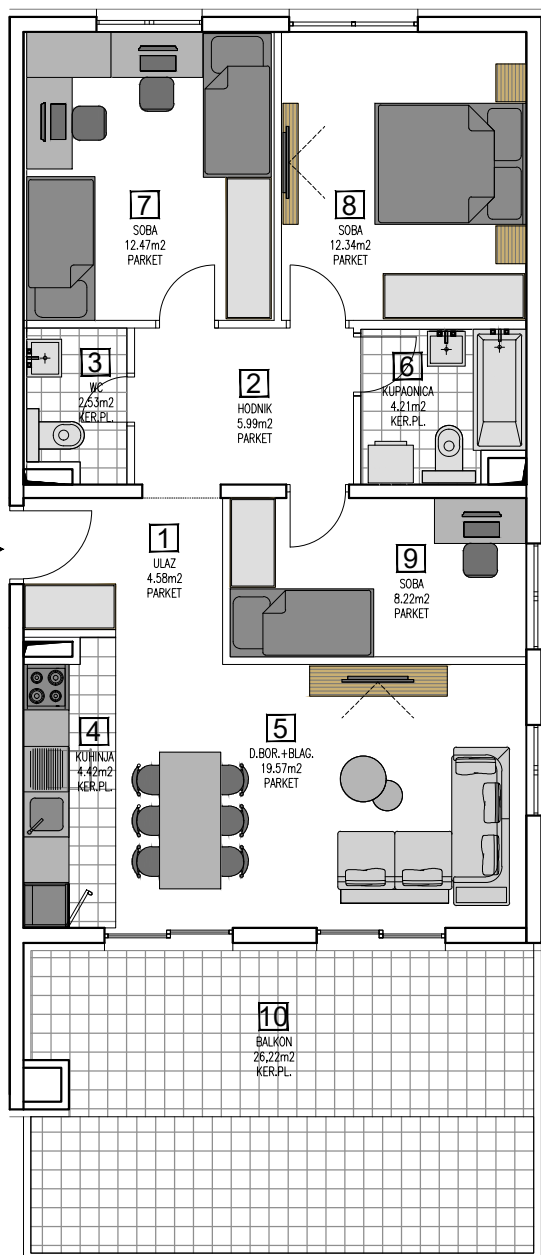 7
SOBA
12.47m2
PARKET
8
SOBA
12.34m2
PARKET
3
WC
2.53m2
KER.PL.
2
HODNIK
5.99m2
PARKET
6
KUPAONICA
4.21m2
KER.PL.
1
ULAZ
4.58m2
PARKET
9
SOBA
8.22m2
PARKET
4
KUHINJA
4.42m2
KER.PL.
5
D.BOR.+BLAG.
19.57m2
PARKET
10
BALKON
26,22m2
KER.PL.